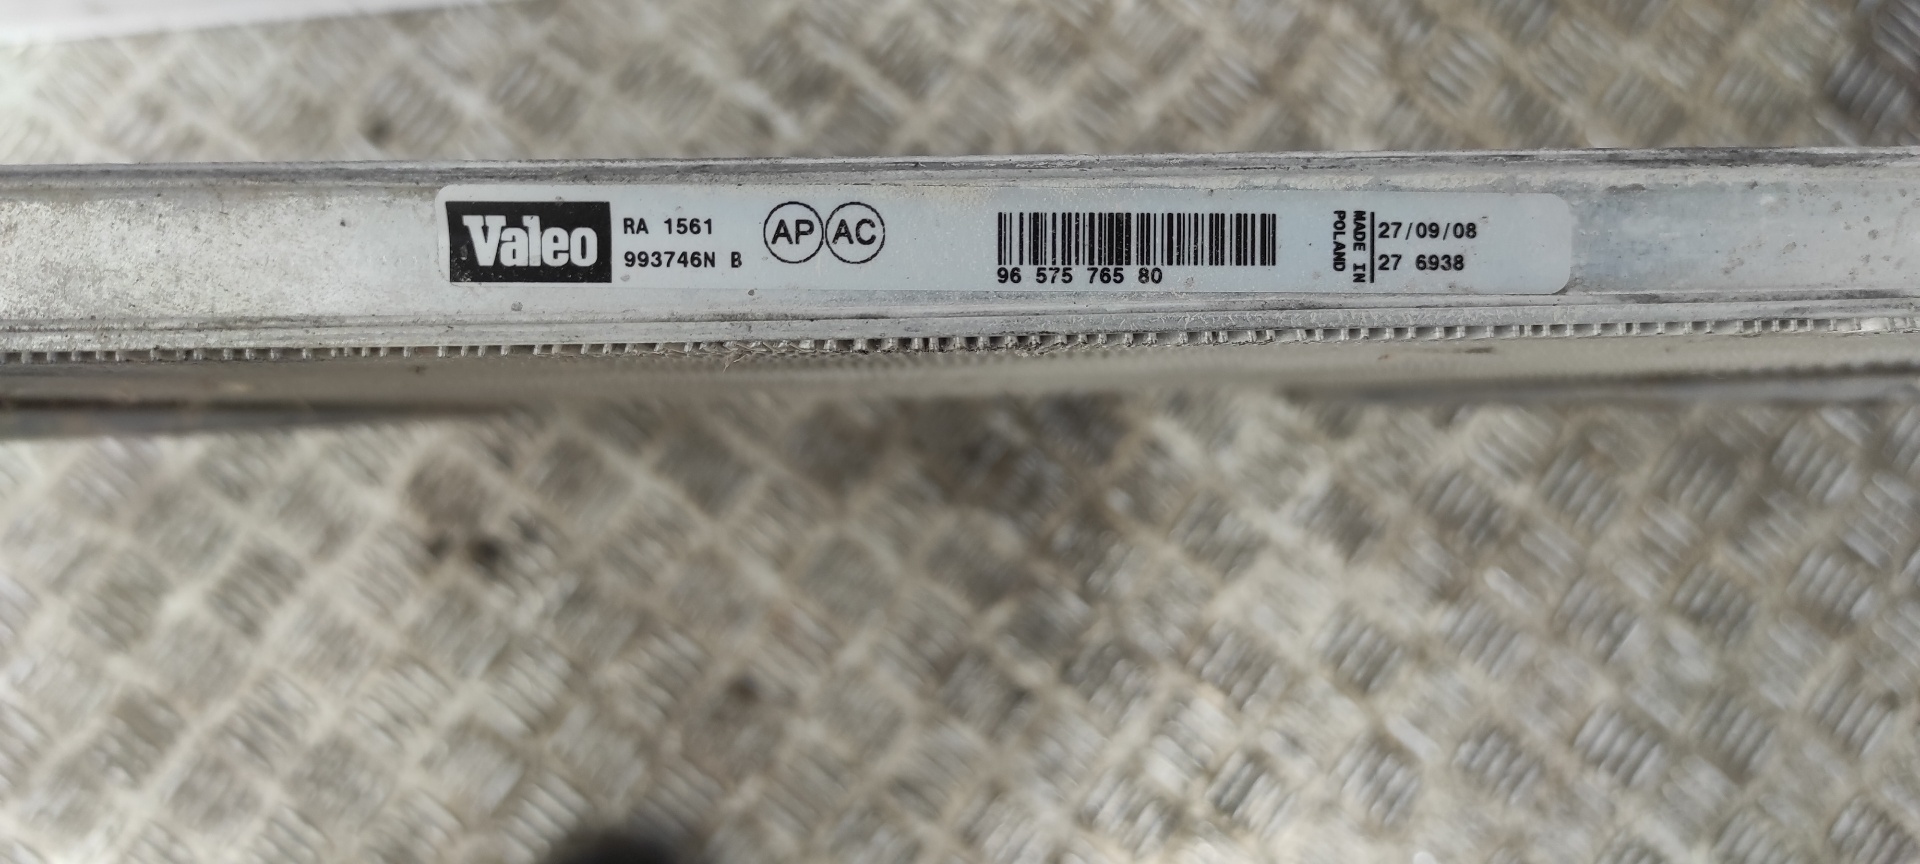 Valeo
RA 1561
993746N B
AP AC
96 575 765 80
MADE IN
POLAND
27/09/08
27 6938